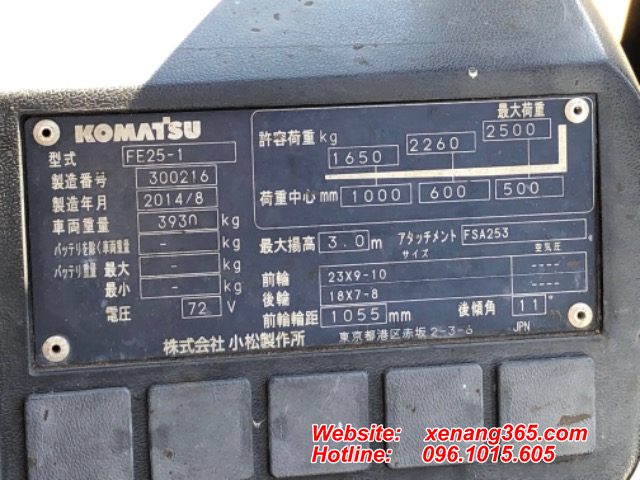 KOMATSU
型式 FE25-1
製造番号 300216
製造年月 2014/8
車両重量 3930 kg
バッテリを除く車両重量 - kg
バッテリ重量 最大 - kg
最小 - kg
電圧 72 V
最大荷重
許容荷重 kg 1650 2260 2500
荷重中心 mm 1000 600 500
最大揚高 3.0 m アタッチメント FSA253
サイズ 空気圧
前輪 23X9-10 ----
後輪 18X7-8 ----
前輪輪距 1055 mm 後傾角 11°
株式会社 小松製作所 東京都港区赤坂2-3-6 JPN
Website: xenang365.com
Hotline: 096.1015.605